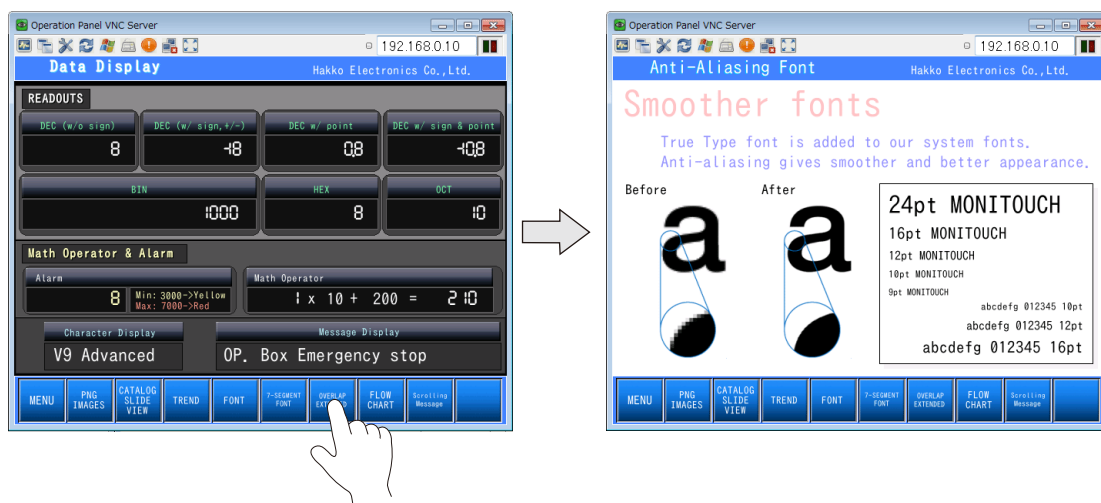 Operation Panel VNC Server
192.168.0.10
Data Display
Hakko Electronics Co.,Ltd.
READOUTS
DEC (w/o sign)
DEC (w/ sign,+/-)
DEC w/ point
DEC w/ sign & point
8
-18
0.8
-10.8
BIN
HEX
OCT
1000
8
10
Math Operator & Alarm
Alarm
Math Operator
8
Min: 3000->Yellow
Max: 7000->Red
1 x 10 + 200 = 210
Character Display
Message Display
V9 Advanced
OP. Box Emergency stop
MENU
PNG
IMAGES
CATALOG
SLIDE
VIEW
TREND
FONT
7-SEGMENT
FONT
OVERLAP
FLOW
CHART
Scrolling
Message
Operation Panel VNC Server
192.168.0.10
Anti-Aliasing Font
Hakko Electronics Co.,Ltd.
Smoother fonts
True Type font is added to our system fonts.
Anti-aliasing gives smoother and better appearance.
Before
After
a
a
24pt MONITOUCH
16pt MONITOUCH
12pt MONITOUCH
10pt MONITOUCH
9pt MONITOUCH
abcdefg 012345 10pt
abcdefg 012345 12pt
abcdefg 012345 16pt
MENU
PNG
IMAGES
CATALOG
SLIDE
VIEW
TREND
FONT
7-SEGMENT
FONT
OVERLAP
EXTENDED
FLOW
CHART
Scrolling
Message